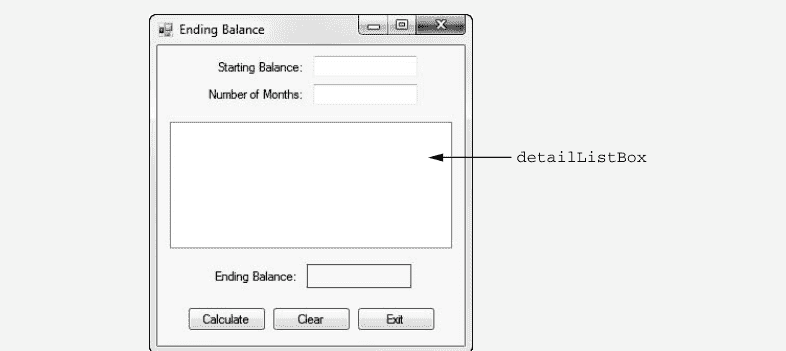 Ending Balance
Starting Balance:
Number of Months:
detailListBox
Ending Balance:
Calculate Clear Exit